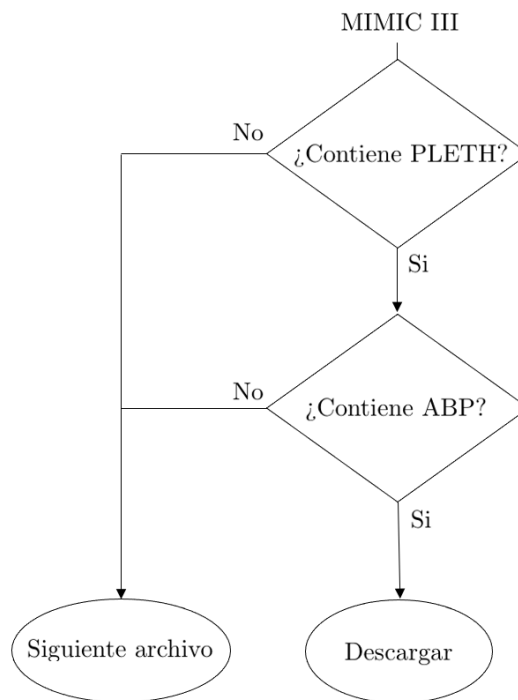 MIMIC III
No
¿Contiene PLETH?
Si
No
¿Contiene ABP?
Si
Siguiente archivo
Descargar